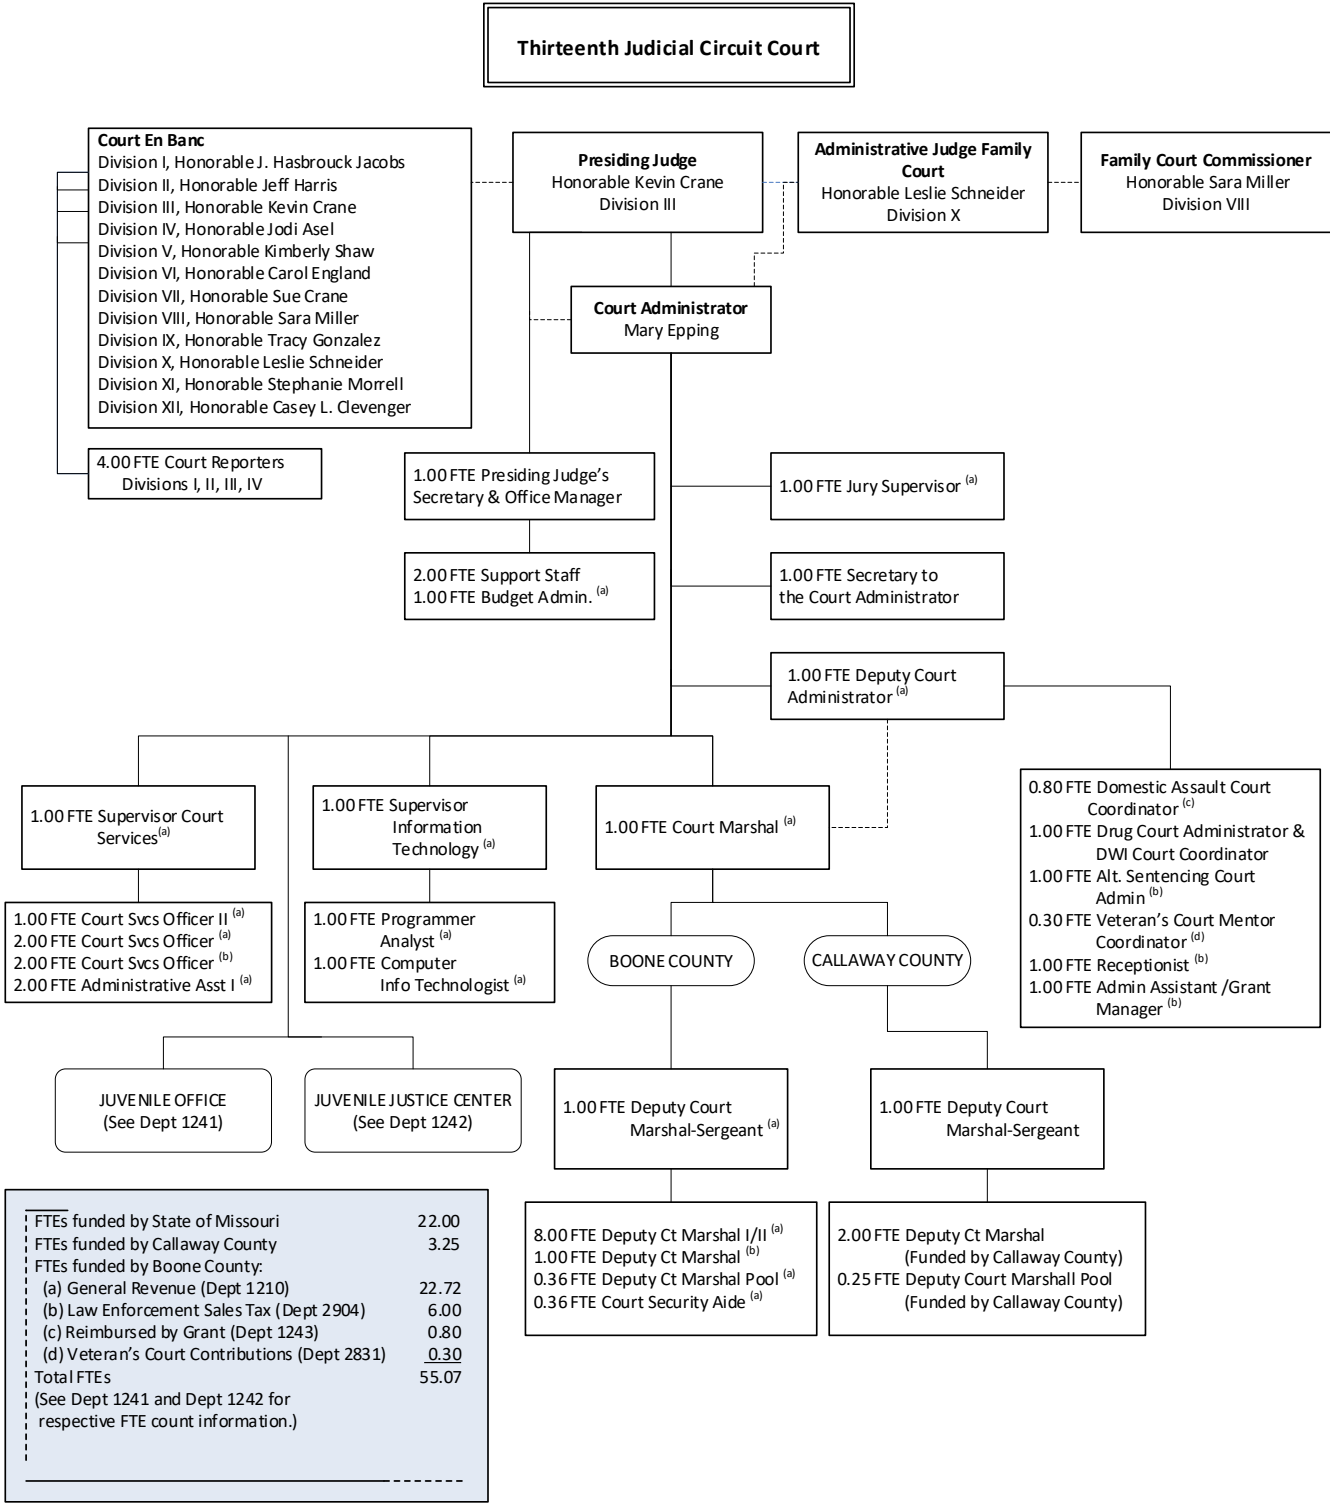 Thirteenth Judicial Circuit Court
Court En Banc
Division I, Honorable J. Hasbrouck Jacobs
Division II, Honorable Jeff Harris
Division III, Honorable Kevin Crane
Division IV, Honorable Jodi Asel
Division V, Honorable Kimberly Shaw
Division VI, Honorable Carol England
Division VII, Honorable Sue Crane
Division VIII, Honorable Sara Miller
Division IX, Honorable Tracy Gonzalez
Division X, Honorable Leslie Schneider
Division XI, Honorable Stephanie Morrell
Division XII, Honorable Casey L. Clevenger
Presiding Judge
Honorable Kevin Crane
Division III
Administrative Judge Family
Court
Honorable Leslie Schneider
Division X
Family Court Commissioner
Honorable Sara Miller
Division VIII
Court Administrator
Mary Epping
4.00 FTE Court Reporters
Divisions I, II, III, IV
1.00 FTE Presiding Judge's
Secretary & Office Manager
1.00 FTE Jury Supervisor (a)
2.00 FTE Support Staff
1.00 FTE Budget Admin. (a)
1.00 FTE Secretary to
the Court Administrator
1.00 FTE Deputy Court
Administrator (a)
1.00 FTE Supervisor Court
Services(a)
1.00 FTE Supervisor
Information
Technology (a)
1.00 FTE Court Marshal (a)
0.80 FTE Domestic Assault Court
Coordinator (c)
1.00 FTE Drug Court Administrator &
DWI Court Coordinator
1.00 FTE Alt. Sentencing Court
Admin (b)
0.30 FTE Veteran's Court Mentor
Coordinator (d)
1.00 FTE Receptionist (b)
1.00 FTE Admin Assistant /Grant
Manager (b)
1.00 FTE Court Svcs Officer II (a)
2.00 FTE Court Svcs Officer (a)
2.00 FTE Court Svcs Officer (b)
2.00 FTE Administrative Asst I (a)
1.00 FTE Programmer
Analyst (a)
1.00 FTE Computer
Info Technologist (a)
BOONE COUNTY
CALLAWAY COUNTY
JUVENILE OFFICE
(See Dept 1241)
JUVENILE JUSTICE CENTER
(See Dept 1242)
1.00 FTE Deputy Court
Marshal-Sergeant (a)
1.00 FTE Deputy Court
Marshal-Sergeant
8.00 FTE Deputy Ct Marshal I/II (a)
1.00 FTE Deputy Ct Marshal (b)
0.36 FTE Deputy Ct Marshal Pool (a)
0.36 FTE Court Security Aide (a)
2.00 FTE Deputy Ct Marshal
(Funded by Callaway County)
0.25 FTE Deputy Court Marshall Pool
(Funded by Callaway County)
FTEs funded by State of Missouri 22.00
FTEs funded by Callaway County 3.25
FTEs funded by Boone County:
(a) General Revenue (Dept 1210) 22.72
(b) Law Enforcement Sales Tax (Dept 2904) 6.00
(c) Reimbursed by Grant (Dept 1243) 0.80
(d) Veteran's Court Contributions (Dept 2831) 0.30
Total FTEs 55.07
(See Dept 1241 and Dept 1242 for
respective FTE count information.)